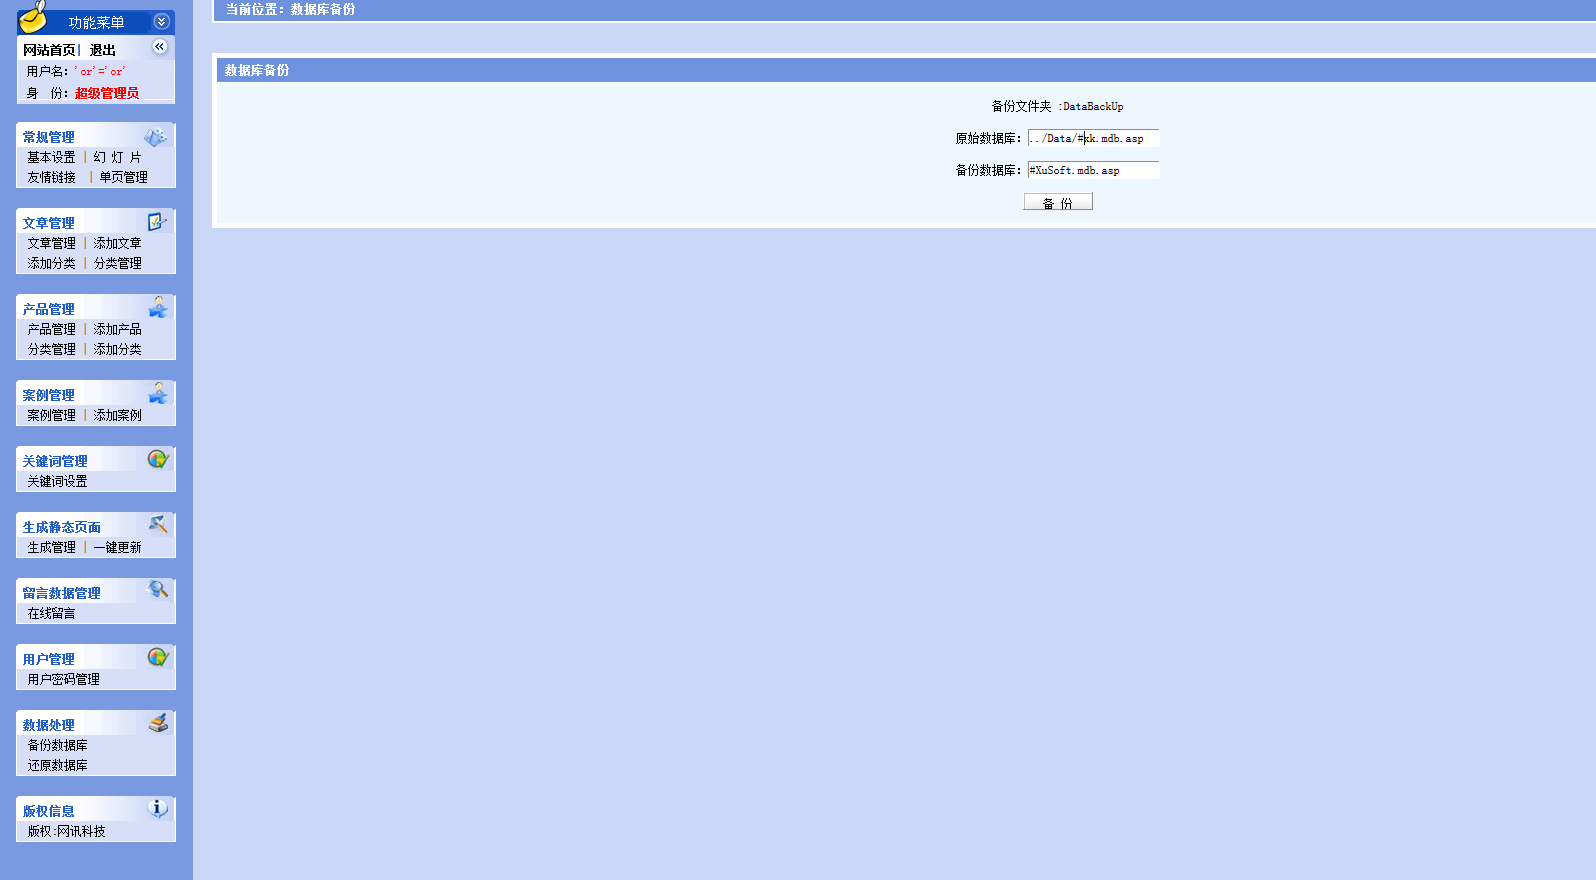 功能菜单
网站首页| 退出
用户名：'or'='or'
身 份：超级管理员
常规管理
基本设置 | 幻 灯 片
友情链接 | 单页管理
文章管理
文章管理 | 添加文章
添加分类 | 分类管理
产品管理
产品管理 | 添加产品
分类管理 | 添加分类
案例管理
案例管理 | 添加案例
关键词管理
关键词设置
生成静态页面
生成管理 | 一键更新
留言数据管理
在线留言
用户管理
用户密码管理
数据处理
备份数据库
还原数据库
版权信息
版权:网讯科技
当前位置：数据库备份
数据库备份
备份文件夹 :DataBackUp
原始数据库：../Data/#kk.mdb.asp
备份数据库：#XuSoft.mdb.asp
备 份